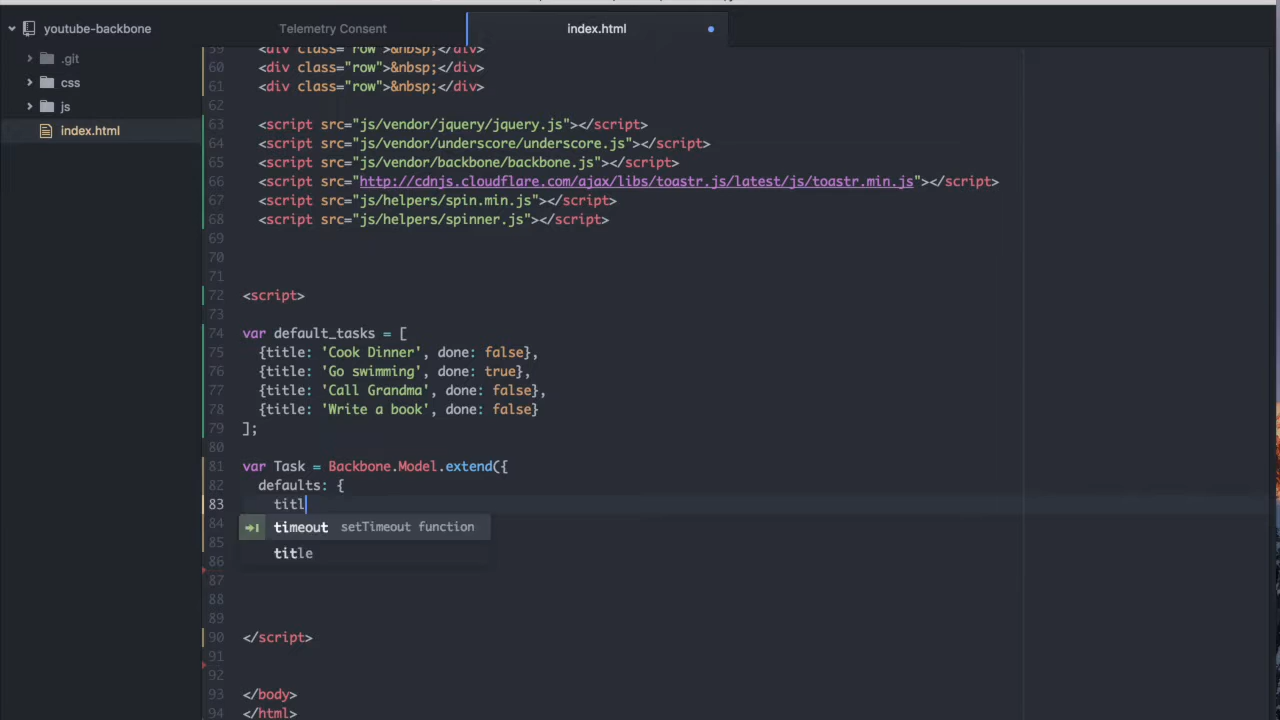 youtube-backbone
Telemetry Consent
index.html
.git
css
js
index.html
59 <div class="row">&nbsp;</div>
60 <div class="row">&nbsp;</div>
61 <div class="row">&nbsp;</div>
62
63 <script src="js/vendor/jquery/jquery.js"></script>
64 <script src="js/vendor/underscore/underscore.js"></script>
65 <script src="js/vendor/backbone/backbone.js"></script>
66 <script src="http://cdnjs.cloudflare.com/ajax/libs/toastr.js/latest/js/toastr.min.js"></script>
67 <script src="js/helpers/spin.min.js"></script>
68 <script src="js/helpers/spinner.js"></script>
69
70
71
72 <script>
73
74 var default_tasks = [
75 {title: 'Cook Dinner', done: false},
76 {title: 'Go swimming', done: true},
77 {title: 'Call Grandma', done: false},
78 {title: 'Write a book', done: false}
79 ];
80
81 var Task = Backbone.Model.extend({
82 defaults: {
83 titl
84 timeout setTimeout function
85 title
86
87
88
89
90 </script>
91
92
93 </body>
94 </html>